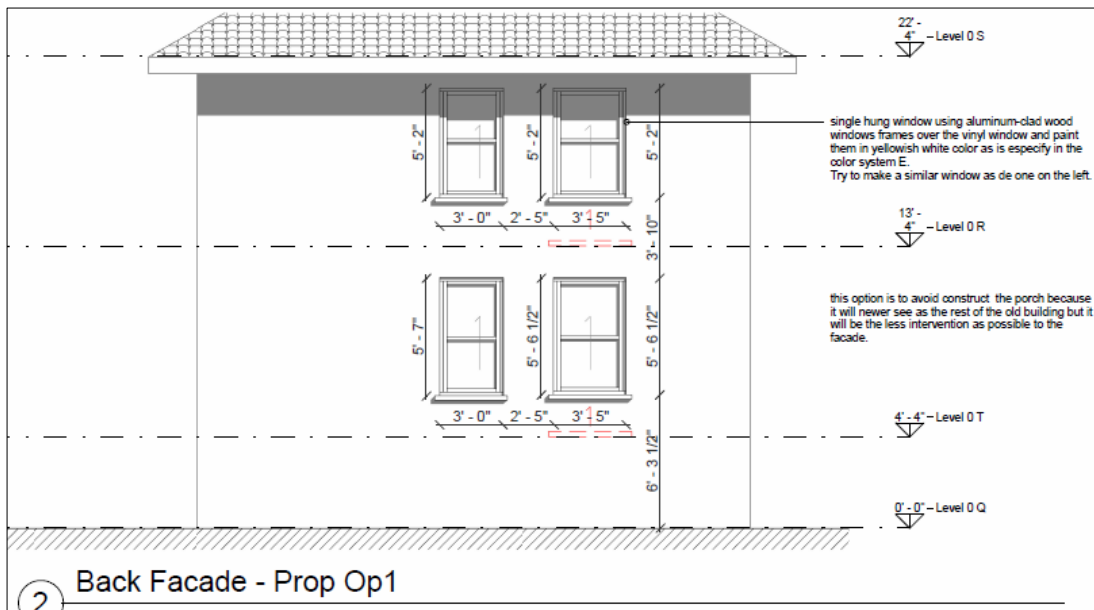 22' -
4" – Level 0 S
single hung window using aluminum-clad wood
windows frames over the vinyl window and paint
them in yellowish white color as is especify in the
color system E.
Try to make a similar window as de one on the left.
5' - 2"
5' - 2"
5' - 2"
1
3' - 0"
2' - 5"
3' - 5"
1
3' - 10"
13' -
4" – Level 0 R
this option is to avoid construct the porch because
it will newer see as the rest of the old building but it
will be the less intervention as possible to the
facade.
5' - 7"
5' - 6 1/2"
5' - 6 1/2"
1
1
3' - 0"
2' - 5"
3' - 5"
1
4' - 4" – Level 0 T
6' - 3 1/2"
0' - 0" – Level 0 Q
2
Back Facade - Prop Op1